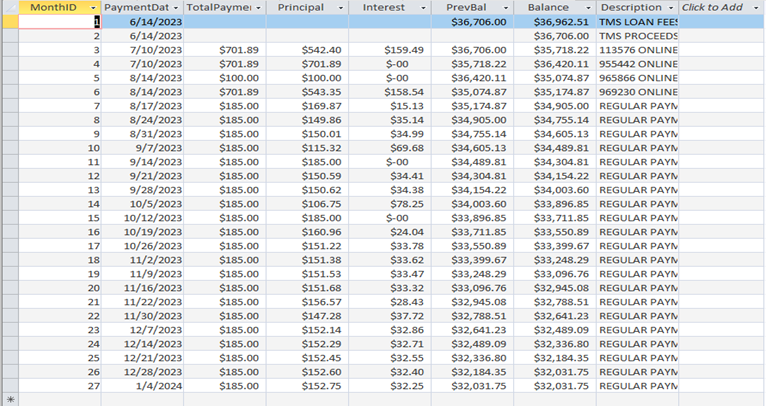 MonthID PaymentDat TotalPaymer Principal Interest PrevBal Balance Description Click to Add
1 6/14/2023 $36,706.00 $36,962.51 TMS LOAN FEES
2 6/14/2023 $36,706.00 TMS PROCEEDS
3 7/10/2023 $701.89 $542.40 $159.49 $36,706.00 $35,718.22 113576 ONLINE
4 7/10/2023 $701.89 $701.89 $-00 $35,718.22 $36,420.11 955442 ONLINE
5 8/14/2023 $100.00 $100.00 $-00 $36,420.11 $35,074.87 965866 ONLINE
6 8/14/2023 $701.89 $543.35 $158.54 $35,074.87 $35,174.87 969230 ONLINE
7 8/17/2023 $185.00 $169.87 $15.13 $35,174.87 $34,905.00 REGULAR PAYM
8 8/24/2023 $185.00 $149.86 $35.14 $34,905.00 $34,755.14 REGULAR PAYM
9 8/31/2023 $185.00 $150.01 $34.99 $34,755.14 $34,605.13 REGULAR PAYM
10 9/7/2023 $185.00 $115.32 $69.68 $34,605.13 $34,489.81 REGULAR PAYM
11 9/14/2023 $185.00 $185.00 $-00 $34,489.81 $34,304.81 REGULAR PAYM
12 9/21/2023 $185.00 $150.59 $34.41 $34,304.81 $34,154.22 REGULAR PAYM
13 9/28/2023 $185.00 $150.62 $34.38 $34,154.22 $34,003.60 REGULAR PAYM
14 10/5/2023 $185.00 $106.75 $78.25 $34,003.60 $33,896.85 REGULAR PAYM
15 10/12/2023 $185.00 $185.00 $-00 $33,896.85 $33,711.85 REGULAR PAYM
16 10/19/2023 $185.00 $160.96 $24.04 $33,711.85 $33,550.89 REGULAR PAYM
17 10/26/2023 $185.00 $151.22 $33.78 $33,550.89 $33,399.67 REGULAR PAYM
18 11/2/2023 $185.00 $151.38 $33.62 $33,399.67 $33,248.29 REGULAR PAYM
19 11/9/2023 $185.00 $151.53 $33.47 $33,248.29 $33,096.76 REGULAR PAYM
20 11/16/2023 $185.00 $151.68 $33.32 $33,096.76 $32,945.08 REGULAR PAYM
21 11/22/2023 $185.00 $156.57 $28.43 $32,945.08 $32,788.51 REGULAR PAYM
22 11/30/2023 $185.00 $147.28 $37.72 $32,788.51 $32,641.23 REGULAR PAYM
23 12/7/2023 $185.00 $152.14 $32.86 $32,641.23 $32,489.09 REGULAR PAYM
24 12/14/2023 $185.00 $152.29 $32.71 $32,489.09 $32,336.80 REGULAR PAYM
25 12/21/2023 $185.00 $152.45 $32.55 $32,336.80 $32,184.35 REGULAR PAYM
26 12/28/2023 $185.00 $152.60 $32.40 $32,184.35 $32,031.75 REGULAR PAYM
27 1/4/2024 $185.00 $152.75 $32.25 $32,031.75 $32,031.75 REGULAR PAYM